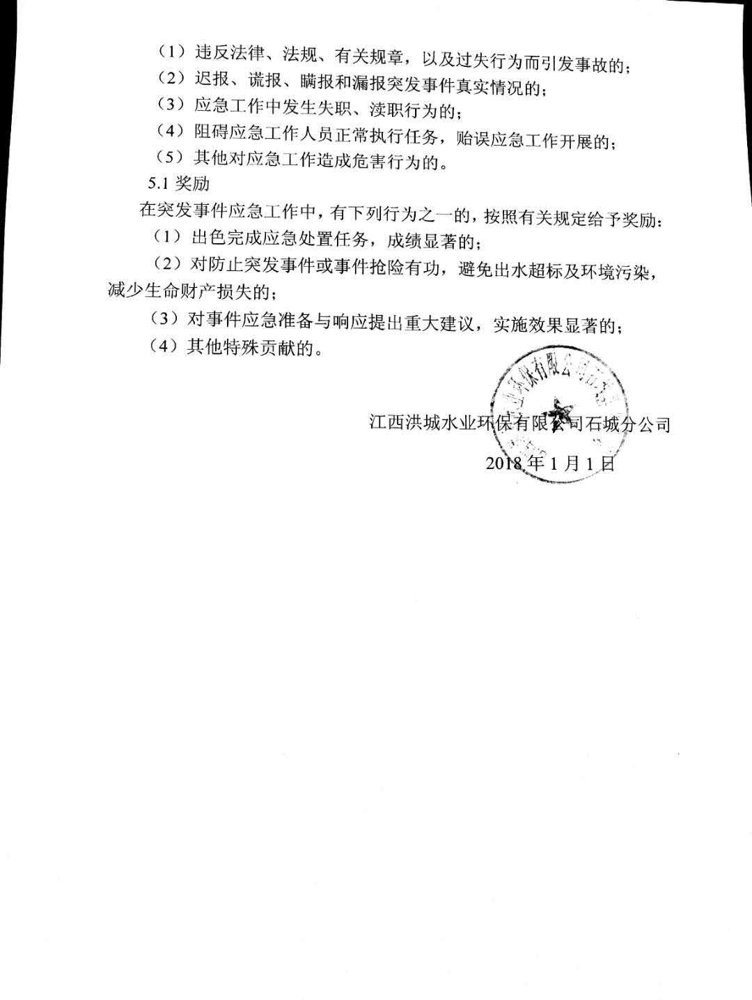 （1）违反法律、法规、有关规章，以及过失行为而引发事故的；
（2）迟报、谎报、瞒报和漏报突发事件真实情况的；
（3）应急工作中发生失职、渎职行为的；
（4）阻碍应急工作人员正常执行任务，贻误应急工作开展的；
（5）其他对应急工作造成危害行为的。
5.1 奖励
在突发事件应急工作中，有下列行为之一的，按照有关规定给予奖励：
（1）出色完成应急处置任务，成绩显著的；
（2）对防止突发事件或事件抢险有功，避免出水超标及环境污染，
减少生命财产损失的；
（3）对事件应急准备与响应提出重大建议，实施效果显著的；
（4）其他特殊贡献的。
业环保有限公司石
江西洪城水业环保有限公司石城分公司
2018 年 1 月 1 日